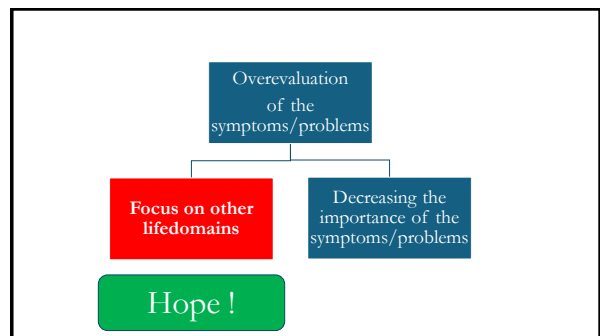 Overevaluation
of the
symptoms/problems
Focus on other
lifedomains
Decreasing the
importance of the
symptoms/problems
Hope !